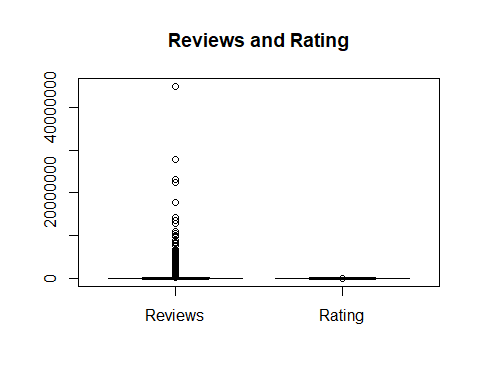 Reviews and Rating
40000000
20000000
0
Reviews
Rating